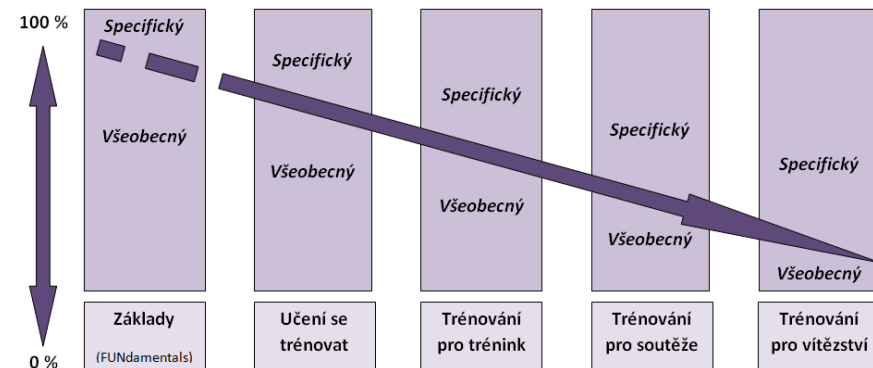 100 %
Specifický
Všeobecný
Specifický
Všeobecný
Specifický
Všeobecný
Specifický
Všeobecný
Specifický
Všeobecný
0 %
Základy
(FUNdamentals)
Učení se
trénovat
Trénování
pro trénink
Trénování
pro soutěže
Trénování
pro vítězství